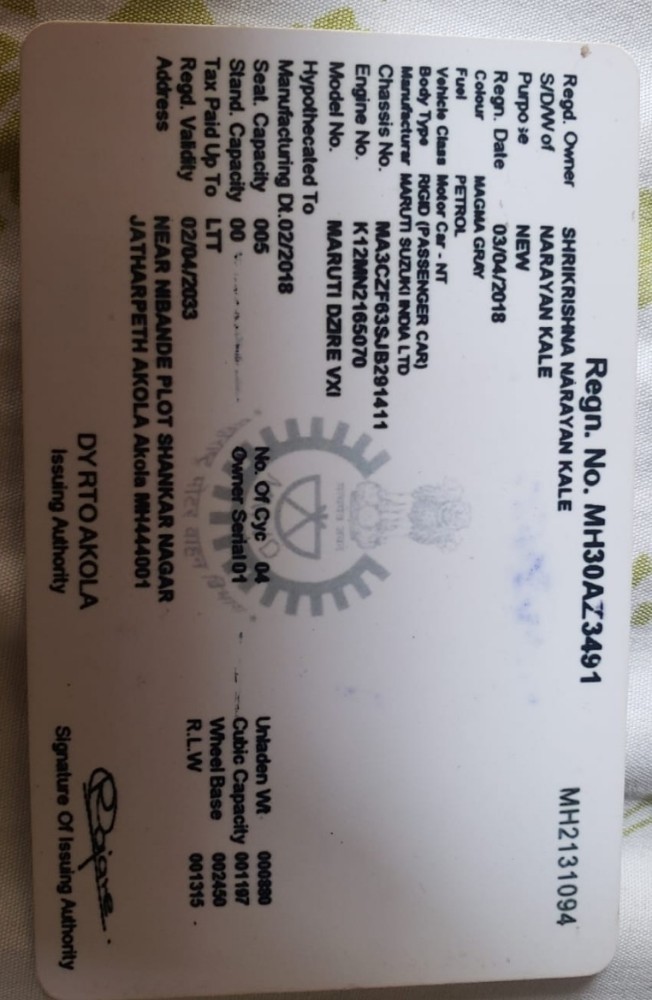 Regn. No. MH30AZ3491 MH2131094
Regd. Owner SHRIKRISHNA NARAYAN KALE
S/D/W of NARAYAN KALE
Purpose NEW
Regn. Date 03/04/2018
Colour MAGMA GRAY
Fuel PETROL
Vehicle Class Motor Car - NT
Body Type RIGID (PASSENGER CAR)
Manufacturer MARUTI SUZUKI INDIA LTD
Chassis No. MA3CZF63SJB291411
Engine No. K12MN2165070
Model No. MARUTI DZIRE VXI
Hypothecated To
Manufacturing Dt.02/2018
Seat. Capacity 005 No. Of Cyc 04 Unladen Wt 000880
Stand. Capacity 00 Owner Serial 01 Cubic Capacity 001197
Tax Paid Up To LTT Wheel Base 002450
Regd. Validity 02/04/2033 R.L.W 001315
Address NEAR NIBANDE PLOT SHANKAR NAGAR
JATHARPETH AKOLA Akola MH444001
DY RTO AKOLA
Issuing Authority Signature Of Issuing Authority